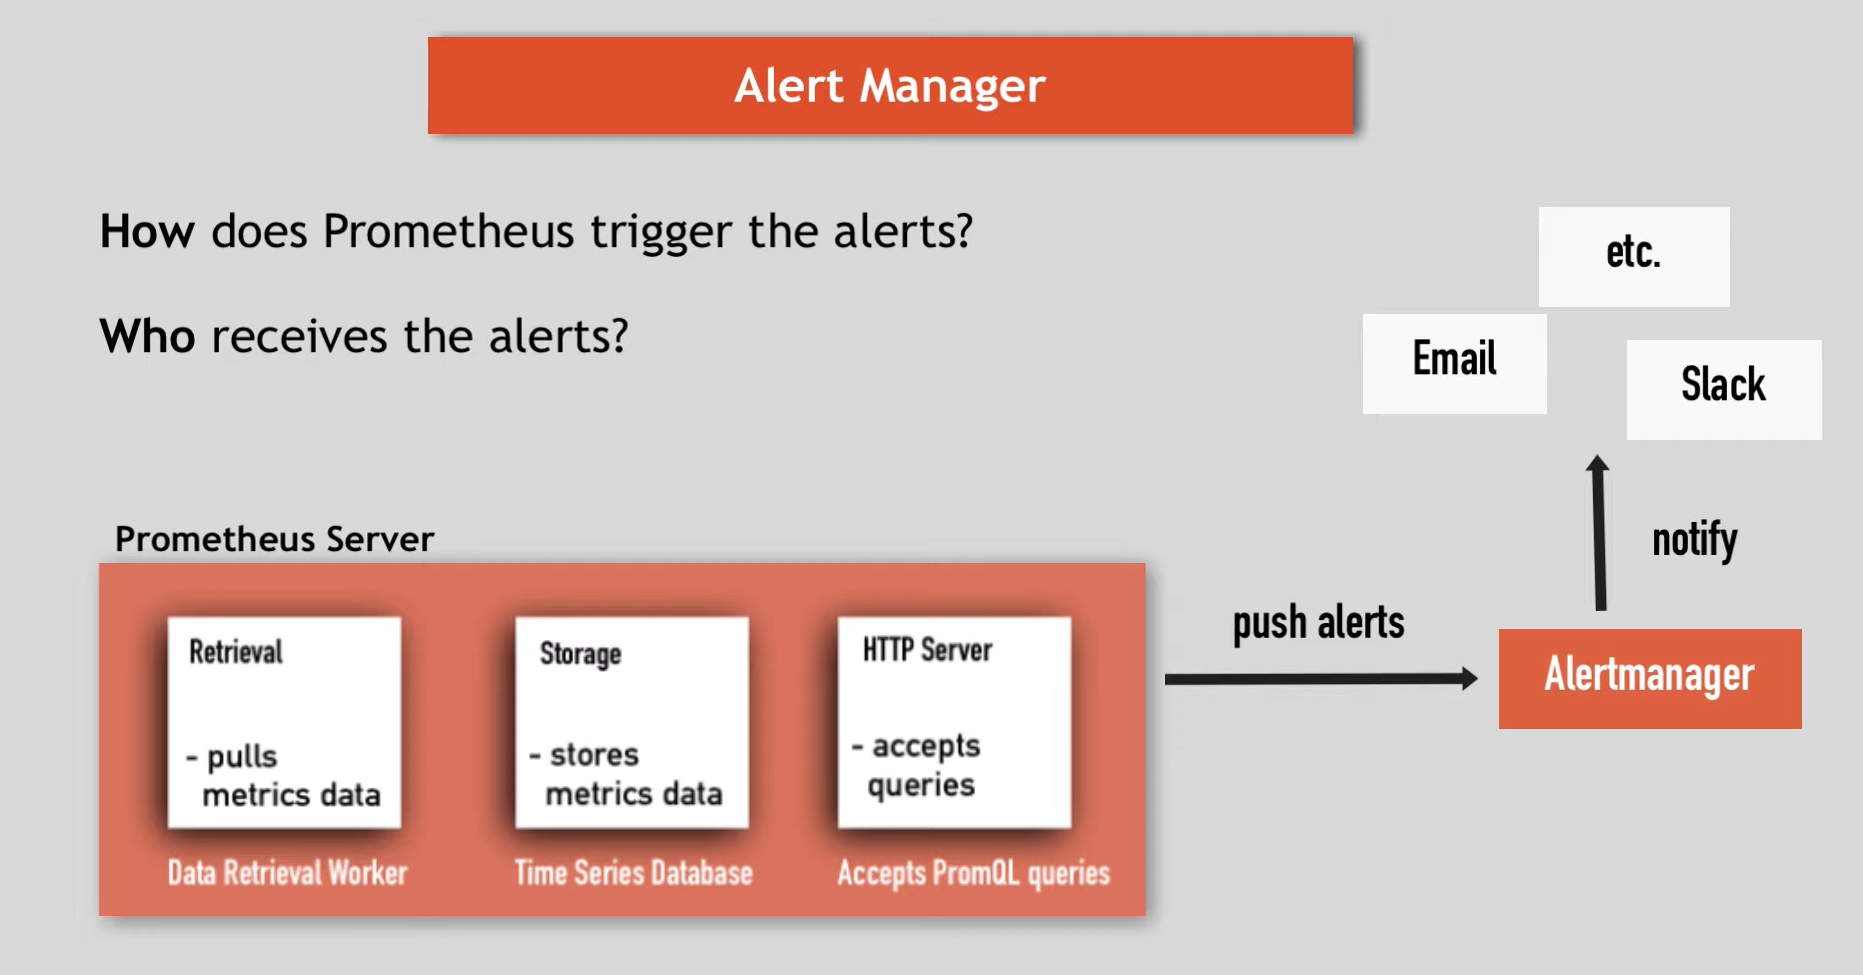 Alert Manager
How does Prometheus trigger the alerts?
Who receives the alerts?
etc.
Email
Slack
notify
Prometheus Server
Retrieval
- pulls
metrics data
Data Retrieval Worker
Storage
- stores
metrics data
Time Series Database
HTTP Server
- accepts
queries
Accepts PromQL queries
push alerts
Alertmanager